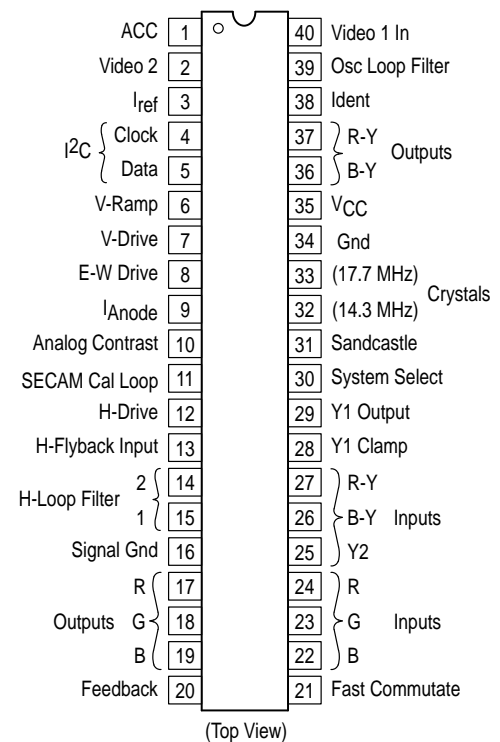 ACC 1 40 Video 1 In
Video 2 2 39 Osc Loop Filter
Iref 3 38 Ident
I2C Clock 4 37 R-Y Outputs
Data 5 36 B-Y
V-Ramp 6 35 VCC
V-Drive 7 34 Gnd
E-W Drive 8 33 (17.7 MHz) Crystals
IAnode 9 32 (14.3 MHz)
Analog Contrast 10 31 Sandcastle
SECAM Cal Loop 11 30 System Select
H-Drive 12 29 Y1 Output
H-Flyback Input 13 28 Y1 Clamp
H-Loop Filter 2 14 27 R-Y
1 15 26 B-Y Inputs
Signal Gnd 16 25 Y2
R 17 24 R
Outputs G 18 23 G Inputs
B 19 22 B
Feedback 20 21 Fast Commutate
(Top View)